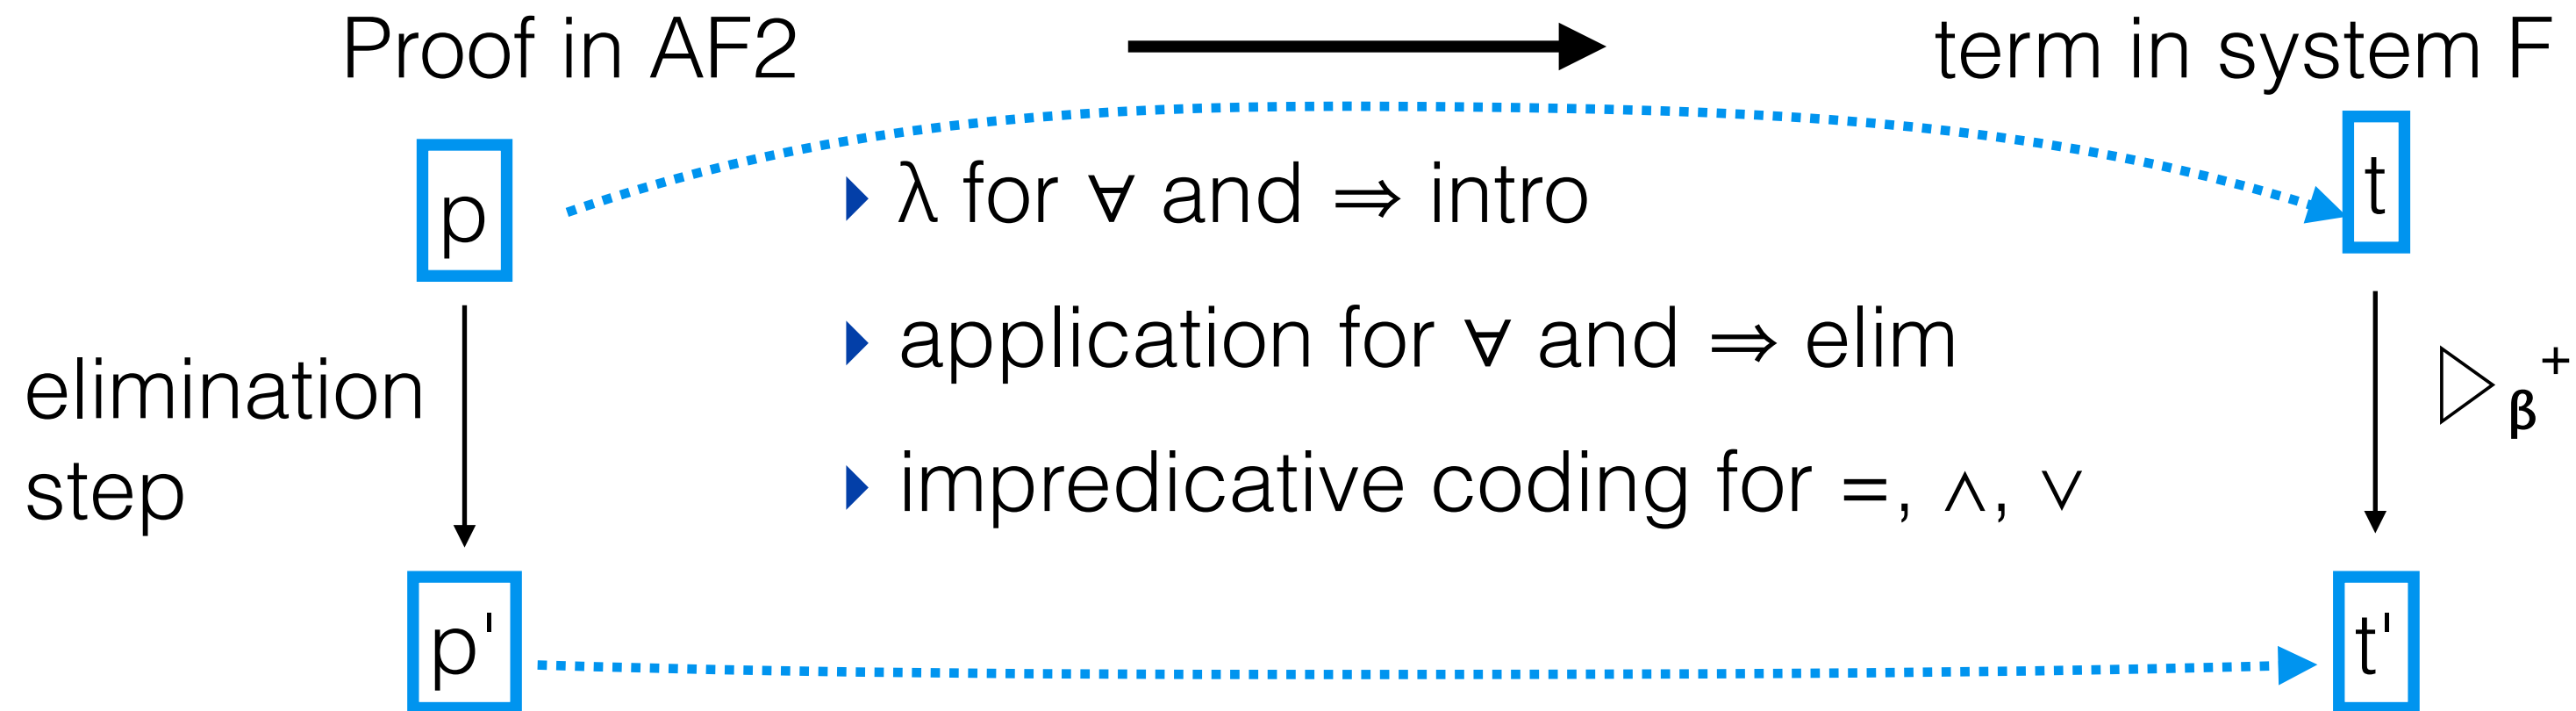 Proof in AF2
term in system F
p
t
λ for ∀ and ⇒ intro
application for ∀ and ⇒ elim
impredicative coding for =, ∧, ∨
elimination
step
▷β+
p'
t'